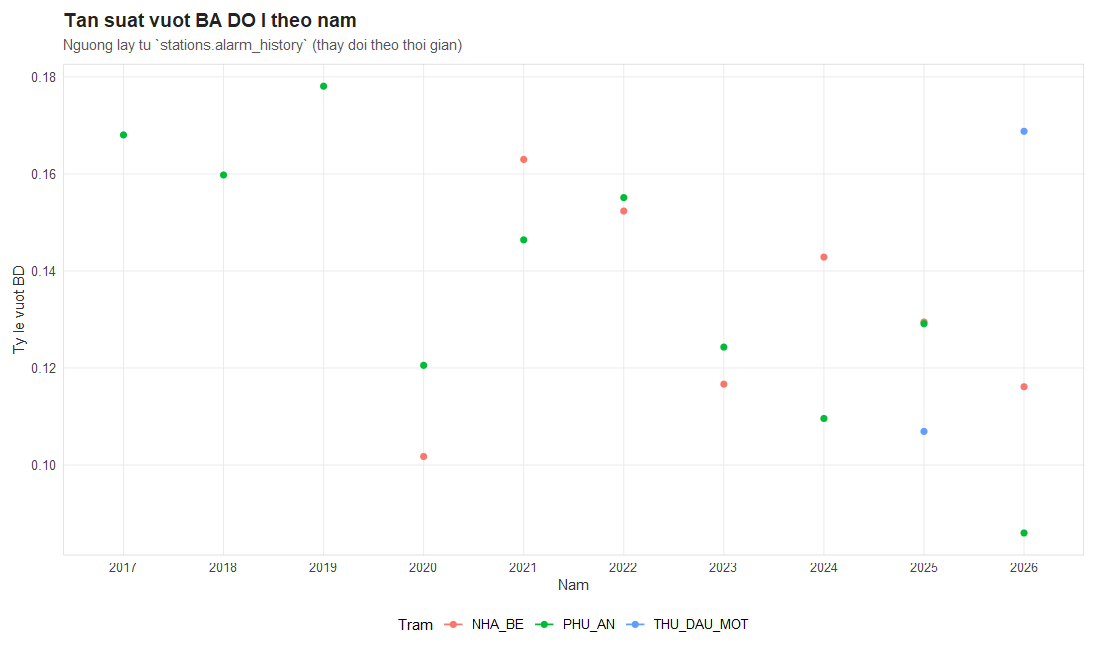 Tan suat vuot BA DO I theo nam
Nguong lay tu `stations.alarm_history` (thay doi theo thoi gian)
0.18
0.16
0.14
0.12
0.10
Ty le vuot BD
2017 2018 2019 2020 2021 2022 2023 2024 2025 2026
Nam
Tram NHA_BE PHU_AN THU_DAU_MOT